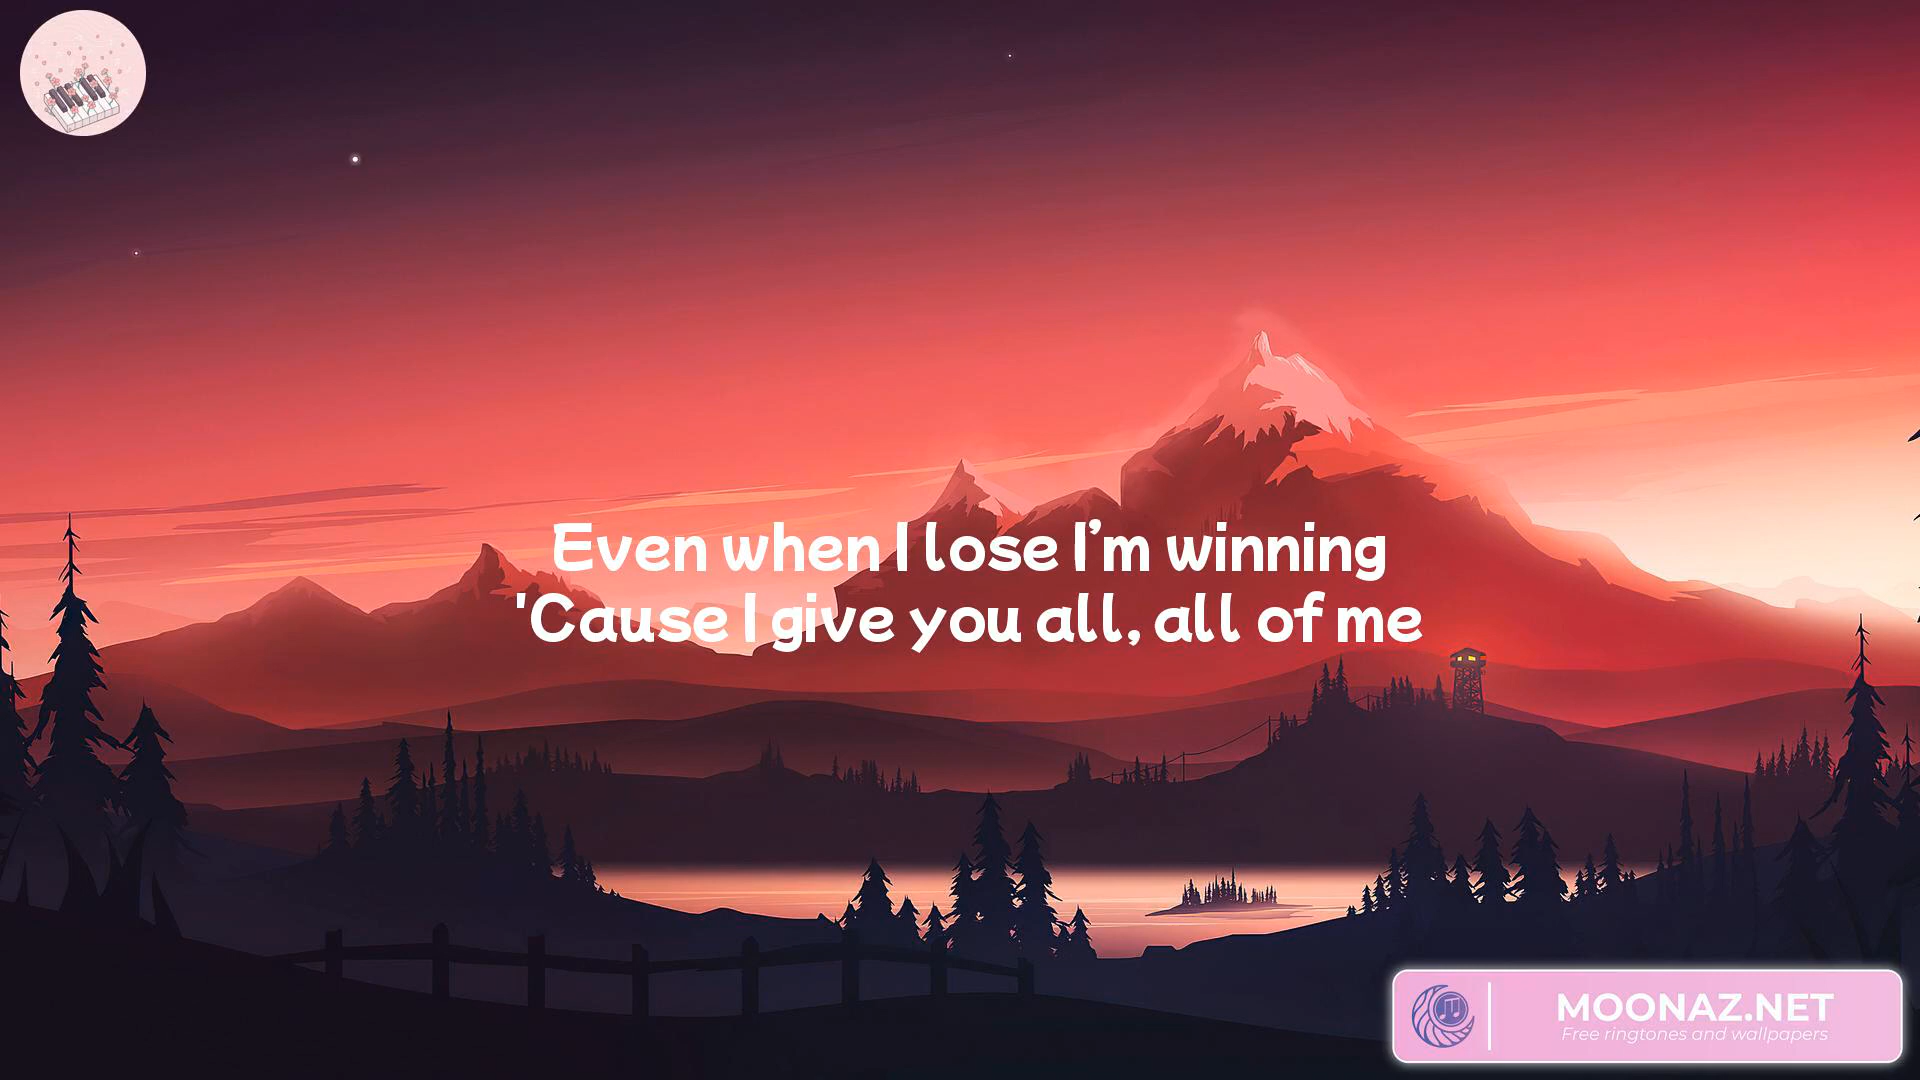 Even when I lose I’m winning
'Cause I give you all, all of me
MOONAZ.NET
Free ringtones and wallpapers